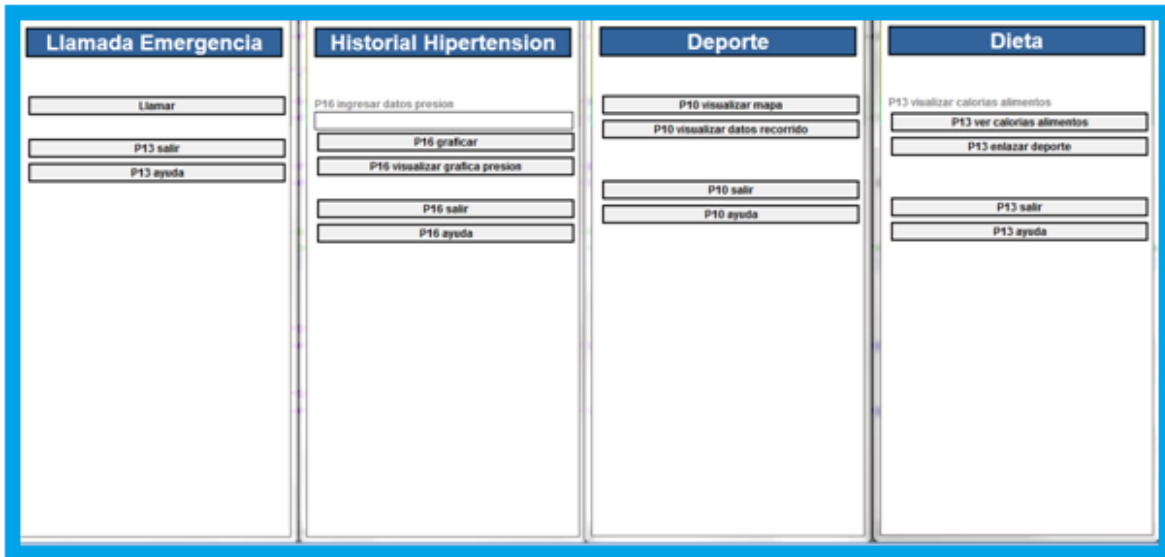 Llamada Emergencia
Llamar
P13 salir
P13 ayuda
Historial Hipertension
P16 ingresar datos presion
P16 graficar
P16 visualizar grafica presion
P16 salir
P16 ayuda
Deporte
P10 visualizar mapa
P10 visualizar datos recorrido
P10 salir
P10 ayuda
Dieta
P13 visualizar calorias alimentos
P13 ver calorias alimentos
P13 enlazar deporte
P13 salir
P13 ayuda